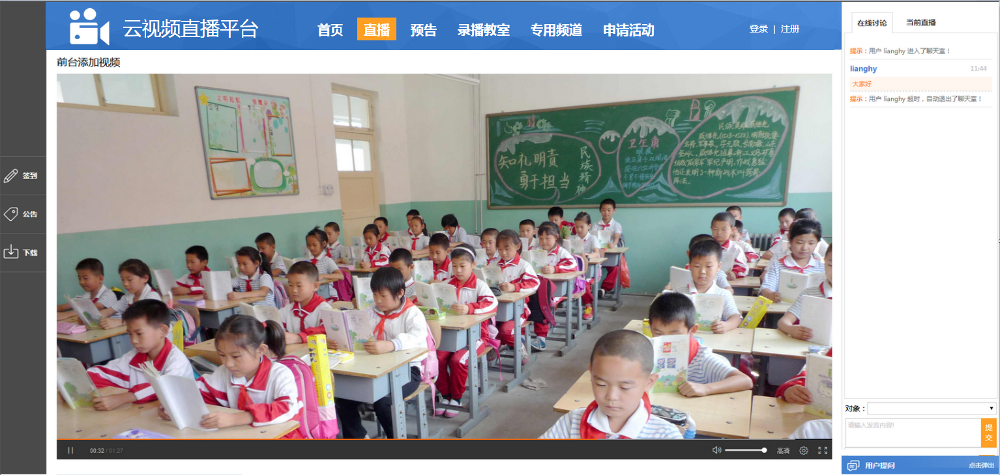 云视频直播平台
首页 直播 预告 录播教室 专用频道 申请活动
登录 | 注册
前台添加视频
签到
公告
下载
知礼明责
勇于担当
民族精神
卫生角
00:32 / 01:27
高清
在线讨论 当前直播
提示：用户 lianghy 进入了聊天室！
lianghy 11:44
大家好
提示：用户 lianghy 超时，自动退出了聊天室！
对象：
请输入发言内容!
提交
用户提问 点击弹出